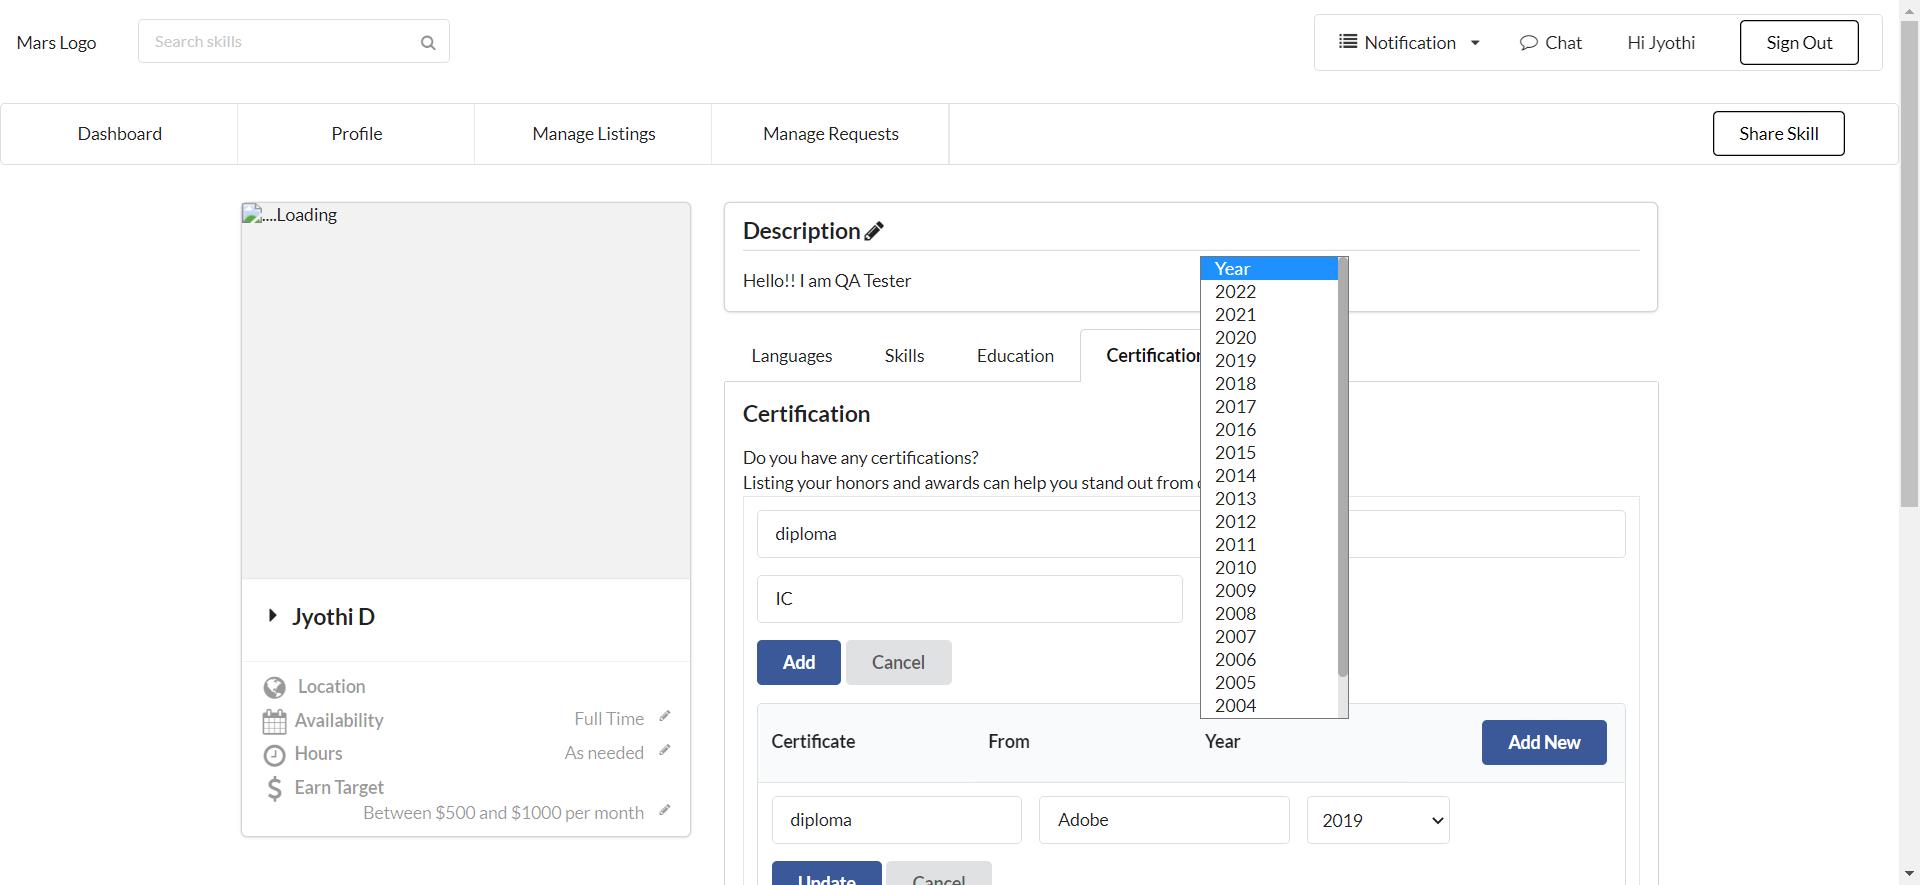 Mars Logo
Search skills
Notification
Chat
Hi Jyothi
Sign Out
Dashboard
Profile
Manage Listings
Manage Requests
Share Skill
....Loading
Jyothi D
Location
Availability
Full Time
Hours
As needed
Earn Target
Between $500 and $1000 per month
Description
Hello!! I am QA Tester
Languages
Skills
Education
Certification
Certification
Do you have any certifications?
Listing your honors and awards can help you stand out from
diploma
IC
Year
2022
2021
2020
2019
2018
2017
2016
2015
2014
2013
2012
2011
2010
2009
2008
2007
2006
2005
2004
Add
Cancel
Certificate
From
Year
Add New
diploma
Adobe
2019
Update
Cancel